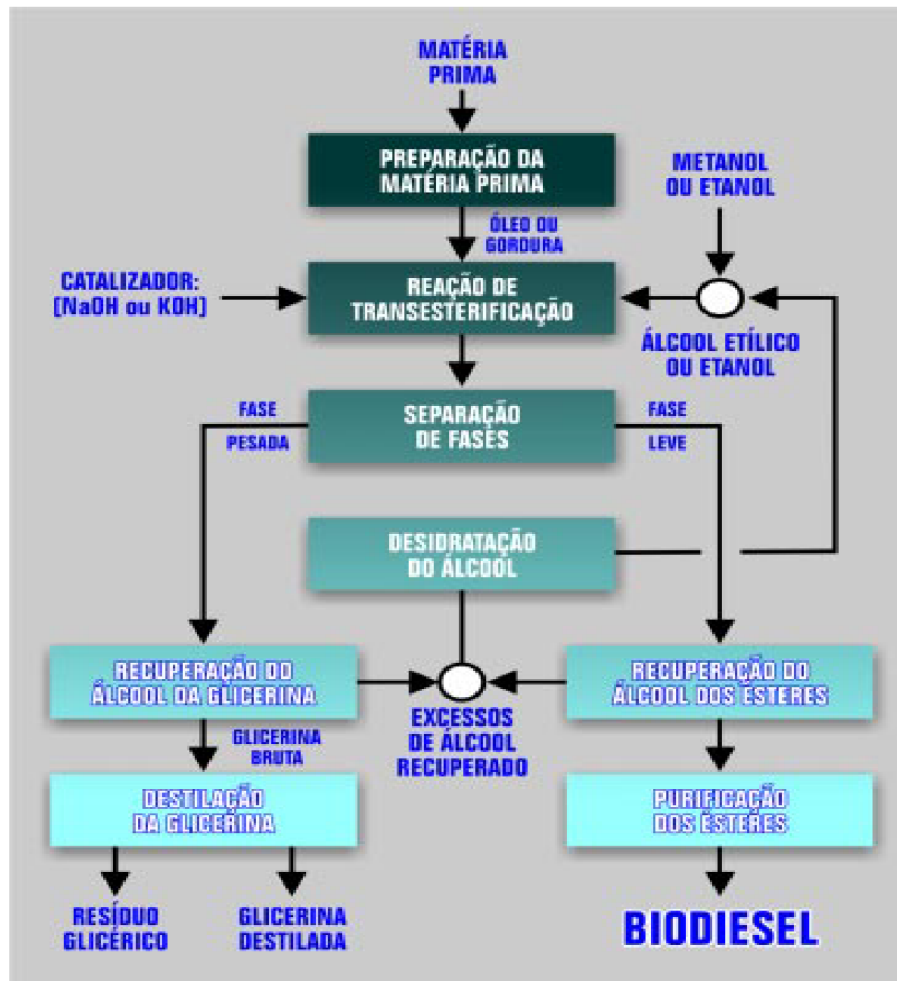 MATÉRIA
PRIMA
PREPARAÇÃO DA
MATÉRIA PRIMA
METANOL
OU ETANOL
ÓLEO OU
GORDURA
CATALIZADOR:
(NaOH ou KOH)
REAÇÃO DE
TRANSESTERIFICAÇÃO
ÁLCOOL ETÍLICO
OU ETANOL
FASE
PESADA
SEPARAÇÃO
DE FASES
FASE
LEVE
DESIDRATAÇÃO
DO ÁLCOOL
RECUPERAÇÃO DO
ÁLCOOL DA GLICERINA
RECUPERAÇÃO DO
ÁLCOOL DOS ÉSTERES
EXCESSOS
DE ÁLCOOL
RECUPERADO
GLICERINA
BRUTA
DESTILAÇÃO
DA GLICERINA
PURIFICAÇÃO
DOS ÉSTERES
RESÍDUO
GLICÉRICO
GLICERINA
DESTILADA
BIODIESEL